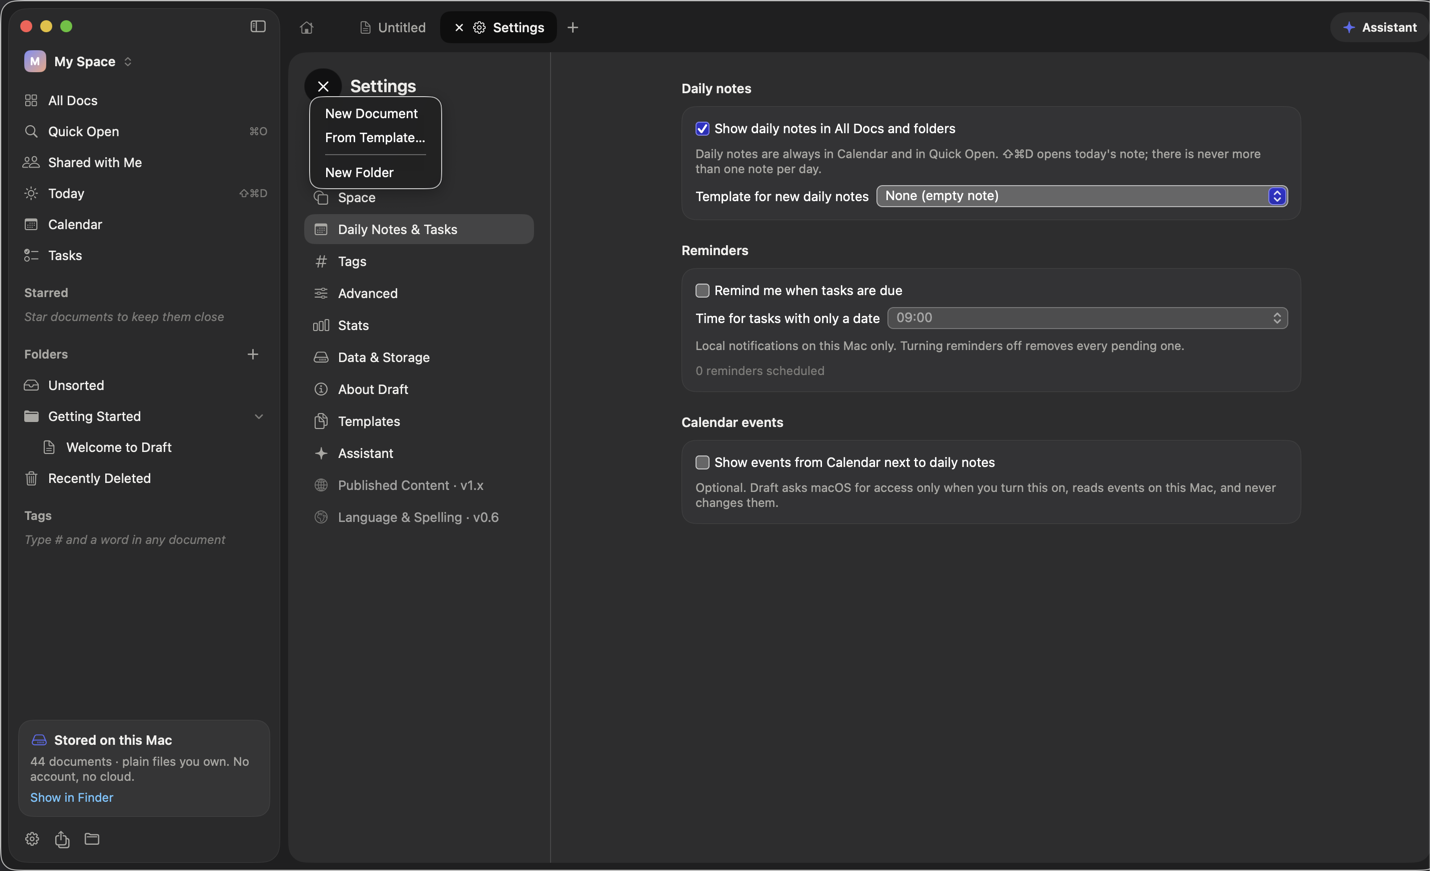 Untitled
Settings
Assistant
M My Space
All Docs
Quick Open ⌘O
Shared with Me
Today ⇧⌘D
Calendar
Tasks
Starred
Star documents to keep them close
Folders
Unsorted
Getting Started
Welcome to Draft
Recently Deleted
Tags
Type # and a word in any document
Stored on this Mac
44 documents · plain files you own. No
account, no cloud.
Show in Finder
Settings
New Document
From Template...
New Folder
Space
Daily Notes & Tasks
Tags
Advanced
Stats
Data & Storage
About Draft
Templates
Assistant
Published Content · v1.x
Language & Spelling · v0.6
Daily notes
Show daily notes in All Docs and folders
Daily notes are always in Calendar and in Quick Open. ⇧⌘D opens today's note; there is never more
than one note per day.
Template for new daily notes None (empty note)
Reminders
Remind me when tasks are due
Time for tasks with only a date 09:00
Local notifications on this Mac only. Turning reminders off removes every pending one.
0 reminders scheduled
Calendar events
Show events from Calendar next to daily notes
Optional. Draft asks macOS for access only when you turn this on, reads events on this Mac, and never
changes them.